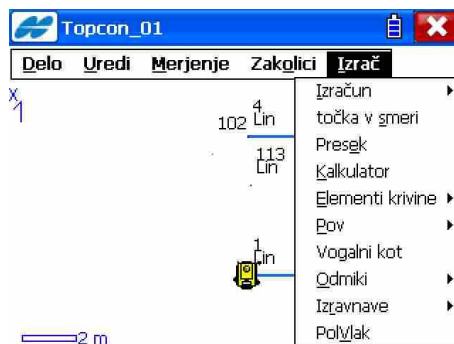 Topcon_01
Delo Uredi Merjenje Zakolici Izrač
X
4
102 Lin
113
Lin
1
Lin
2 m
Izračun
točka v smeri
Presek
Kalkulator
Elementi krivine
Pov
Vogalni kot
Odmiki
Izravnave
PolVlak